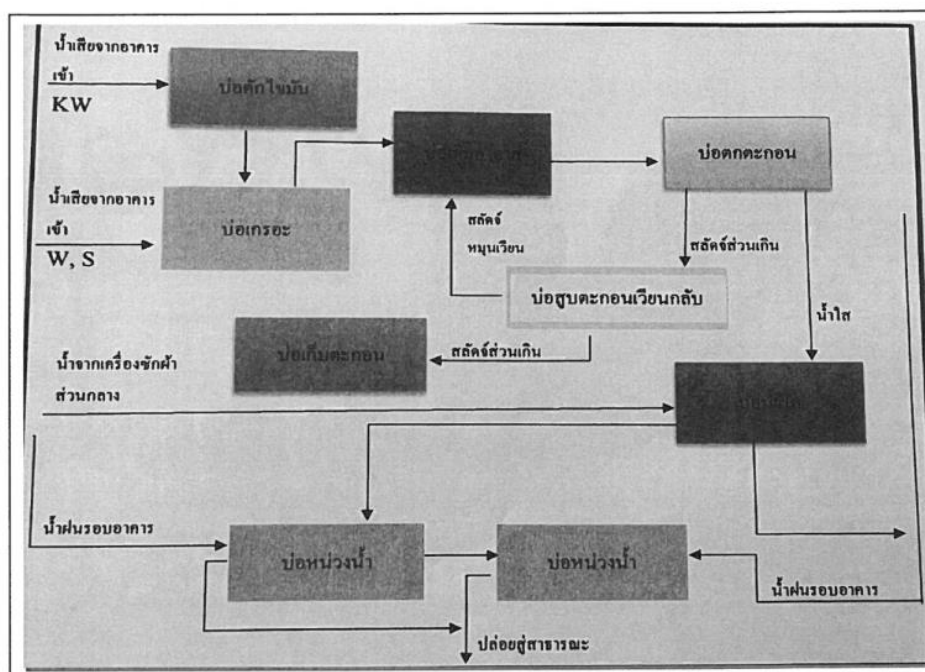 น้ำเสียจากอาคาร
เข้า
KW
บ่อดักไขมัน
บ่อตกตะกอน
น้ำเสียจากอาคาร
เข้า
W, S
บ่อเกรอะ
สลัดจ์
หมุนเวียน
สลัดจ์ส่วนเกิน
บ่อสูบตะกอนเวียนกลับ
น้ำใส
บ่อเก็บตะกอน
สลัดจ์ส่วนเกิน
น้ำจากเครื่องซักผ้า
ส่วนกลาง
น้ำฝนรอบอาคาร
บ่อหน่วงน้ำ
บ่อหน่วงน้ำ
น้ำฝนรอบอาคาร
ปล่อยสู่สาธารณะ